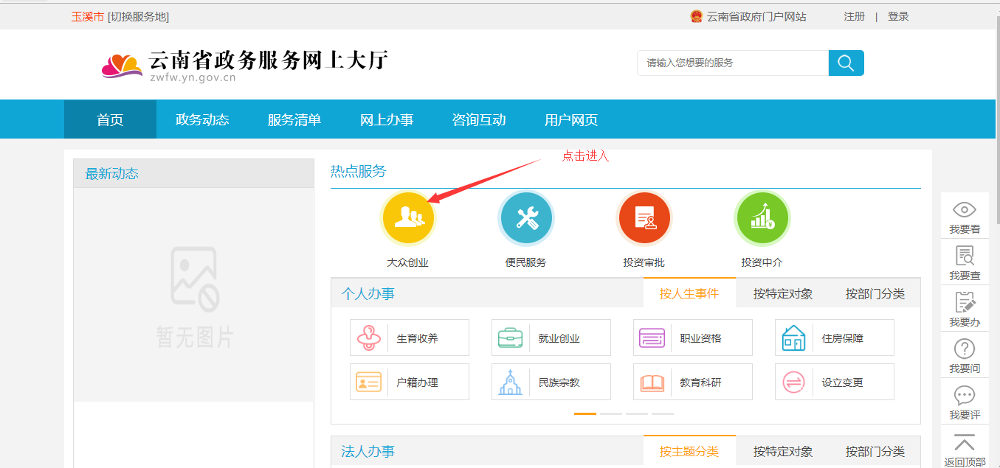 玉溪市 [切换服务地] 云南省政府门户网站 注册 | 登录
云南省政务服务网上大厅
zwfw.yn.gov.cn
请输入您想要的服务
首页 政务动态 服务清单 网上办事 咨询互动 用户网页
点击进入
最新动态
暂无图片
热点服务
大众创业 便民服务 投资审批 投资中介
个人办事 按人生事件 按特定对象 按部门分类
生育收养 就业创业 职业资格 住房保障
户籍办理 民族宗教 教育科研 设立变更
法人办事 按主题分类 按特定对象 按部门分类
我要看
我要查
我要办
我要问
我要评
返回顶部